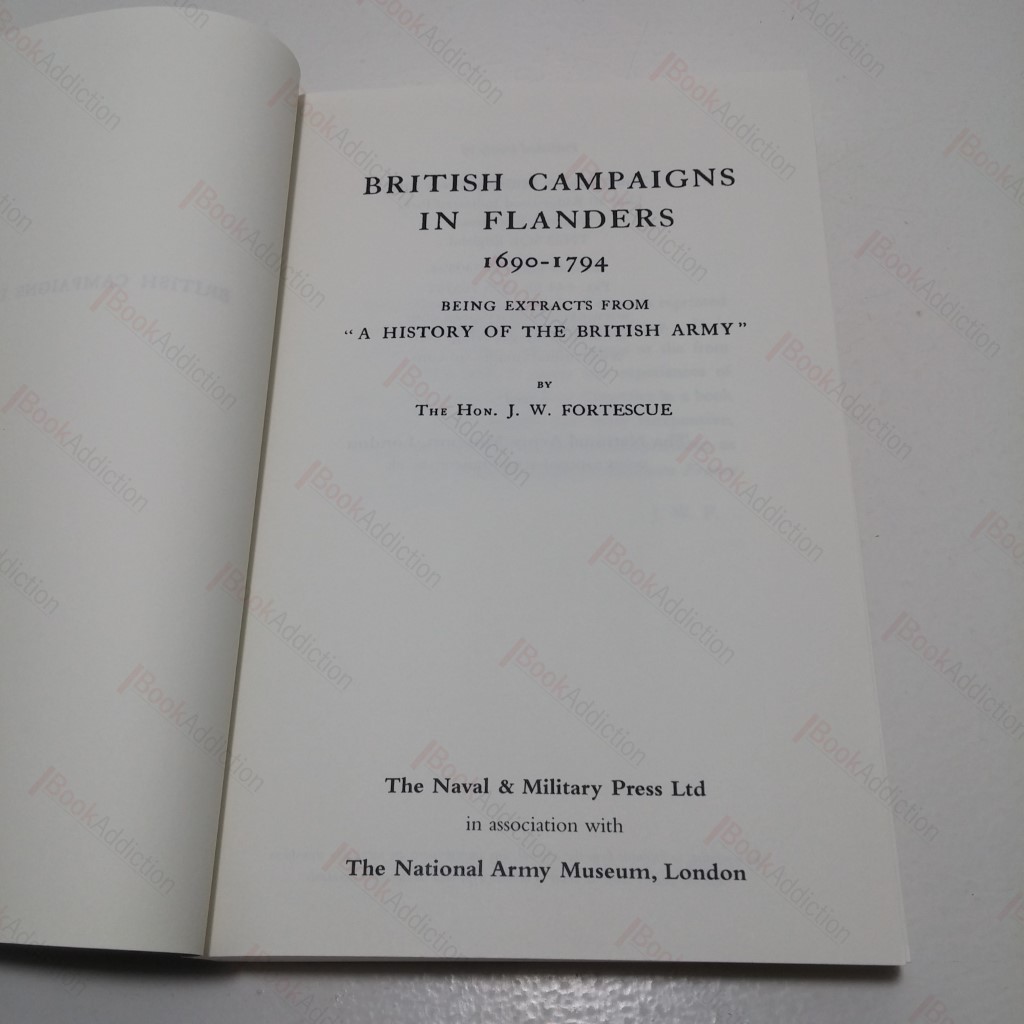 BRITISH CAMPAIGNS
IN FLANDERS
1690-1794
BEING EXTRACTS FROM
"A HISTORY OF THE BRITISH ARMY"
BY
THE HON. J. W. FORTESCUE
The Naval & Military Press Ltd
in association with
The National Army Museum, London
BookAddiction